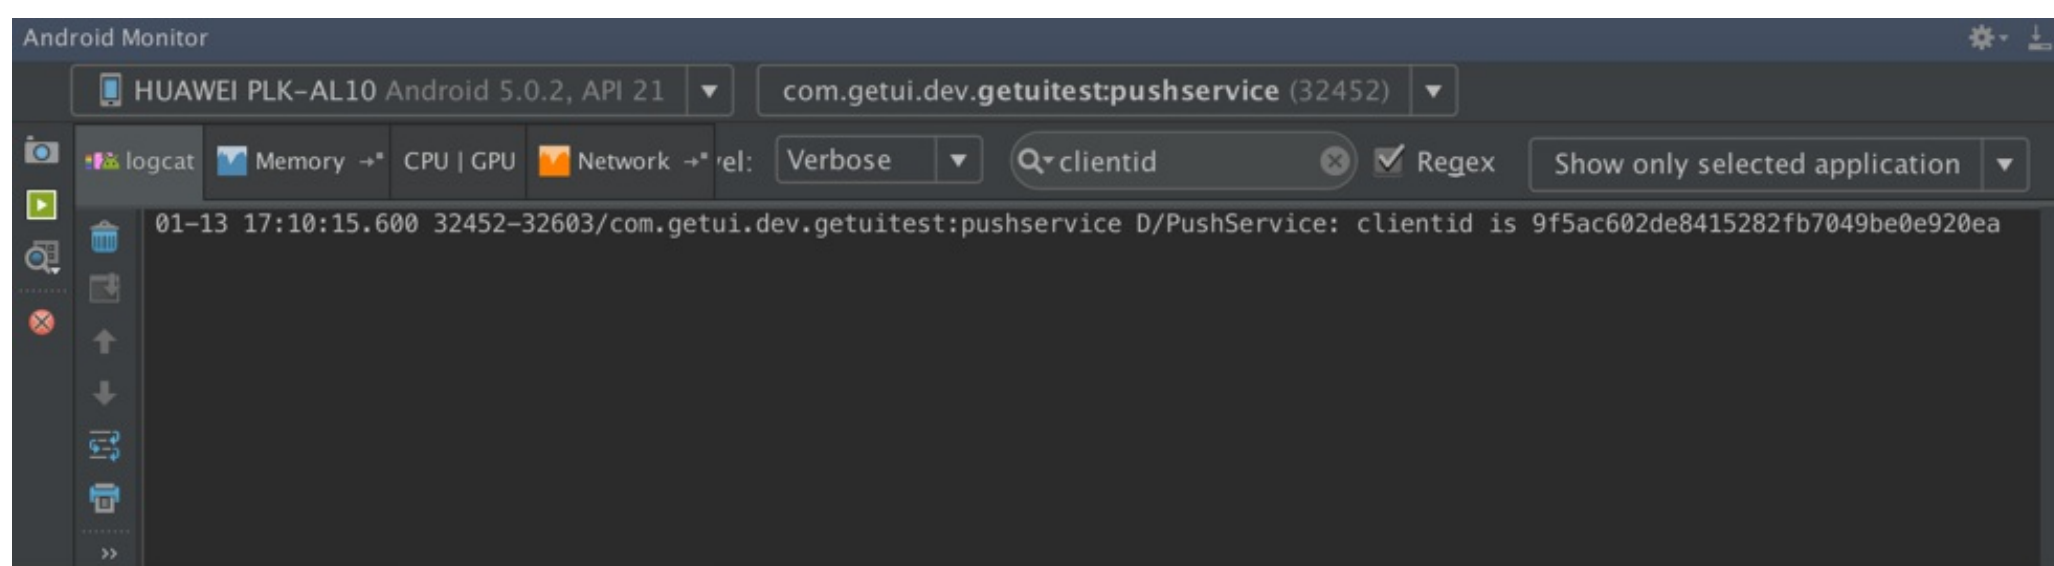 Android Monitor
HUAWEI PLK-AL10 Android 5.0.2, API 21 com.getui.dev.getuitest:pushservice (32452)
logcat Memory CPU | GPU Network vel: Verbose clientid Regex Show only selected application
01-13 17:10:15.600 32452-32603/com.getui.dev.getuitest:pushservice D/PushService: clientid is 9f5ac602de8415282fb7049be0e920ea